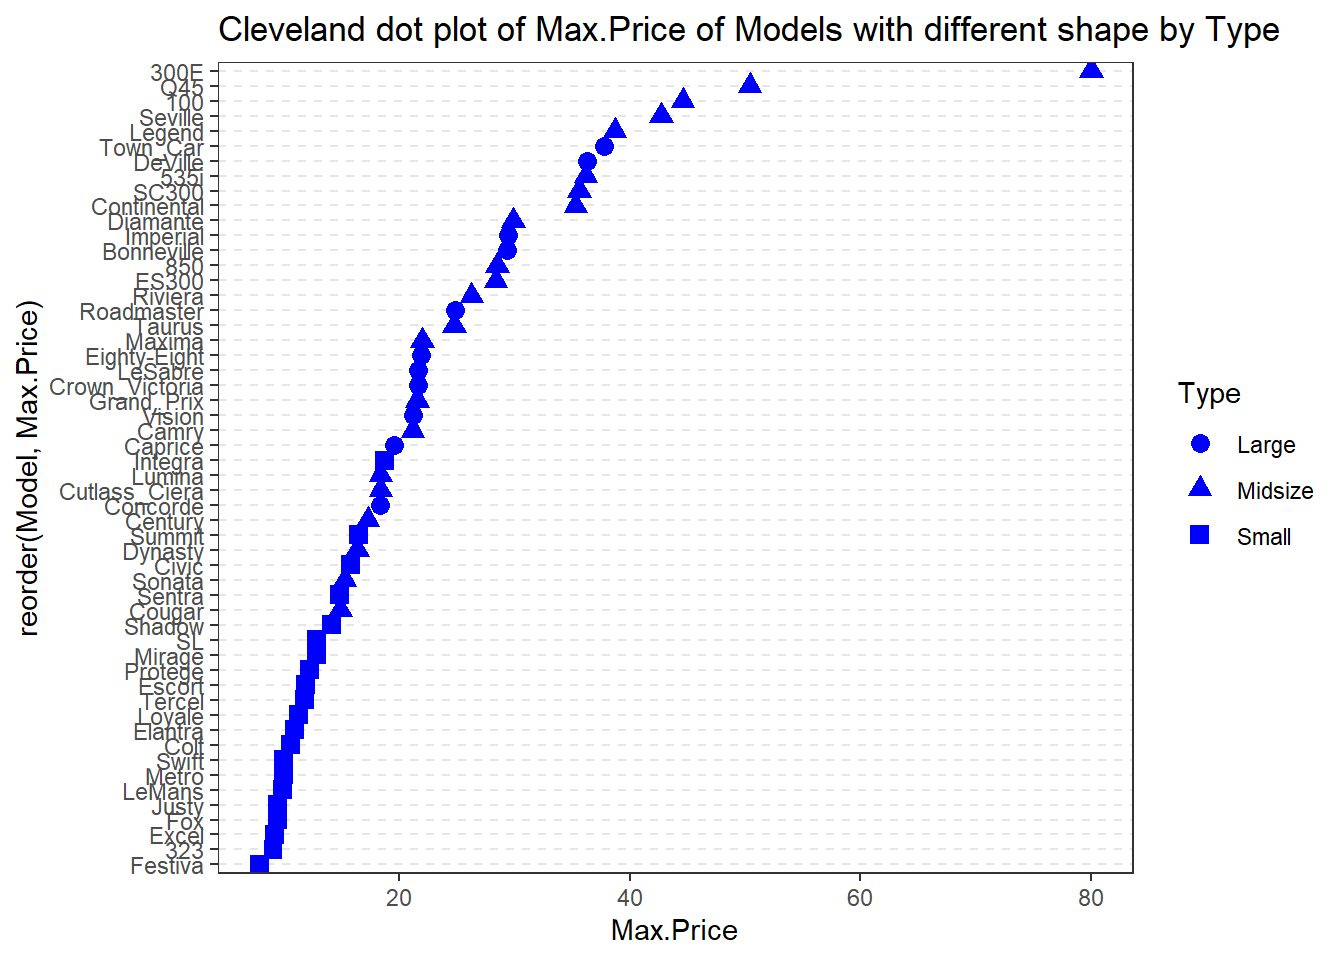 Cleveland dot plot of Max.Price of Models with different shape by Type
reorder(Model, Max.Price)
300E
Q45
100
Seville
Legend
Town_Car
DeVille
535i
SC300
Continental
Diamante
Imperial
Bonneville
850
ES300
Riviera
Roadmaster
Taurus
Maxima
Eighty-Eight
LeSabre
Crown_Victoria
Grand_Prix
Vision
Camry
Caprice
Integra
Lumina
Cutlass_Ciera
Concorde
Century
Summit
Dynasty
Civic
Sonata
Sentra
Cougar
Shadow
SL
Mirage
Protege
Escort
Tercel
Loyale
Elantra
Colt
Swift
Metro
LeMans
Justy
Fox
Excel
323
Festiva
20 40 60 80
Max.Price
Type
Large
Midsize
Small